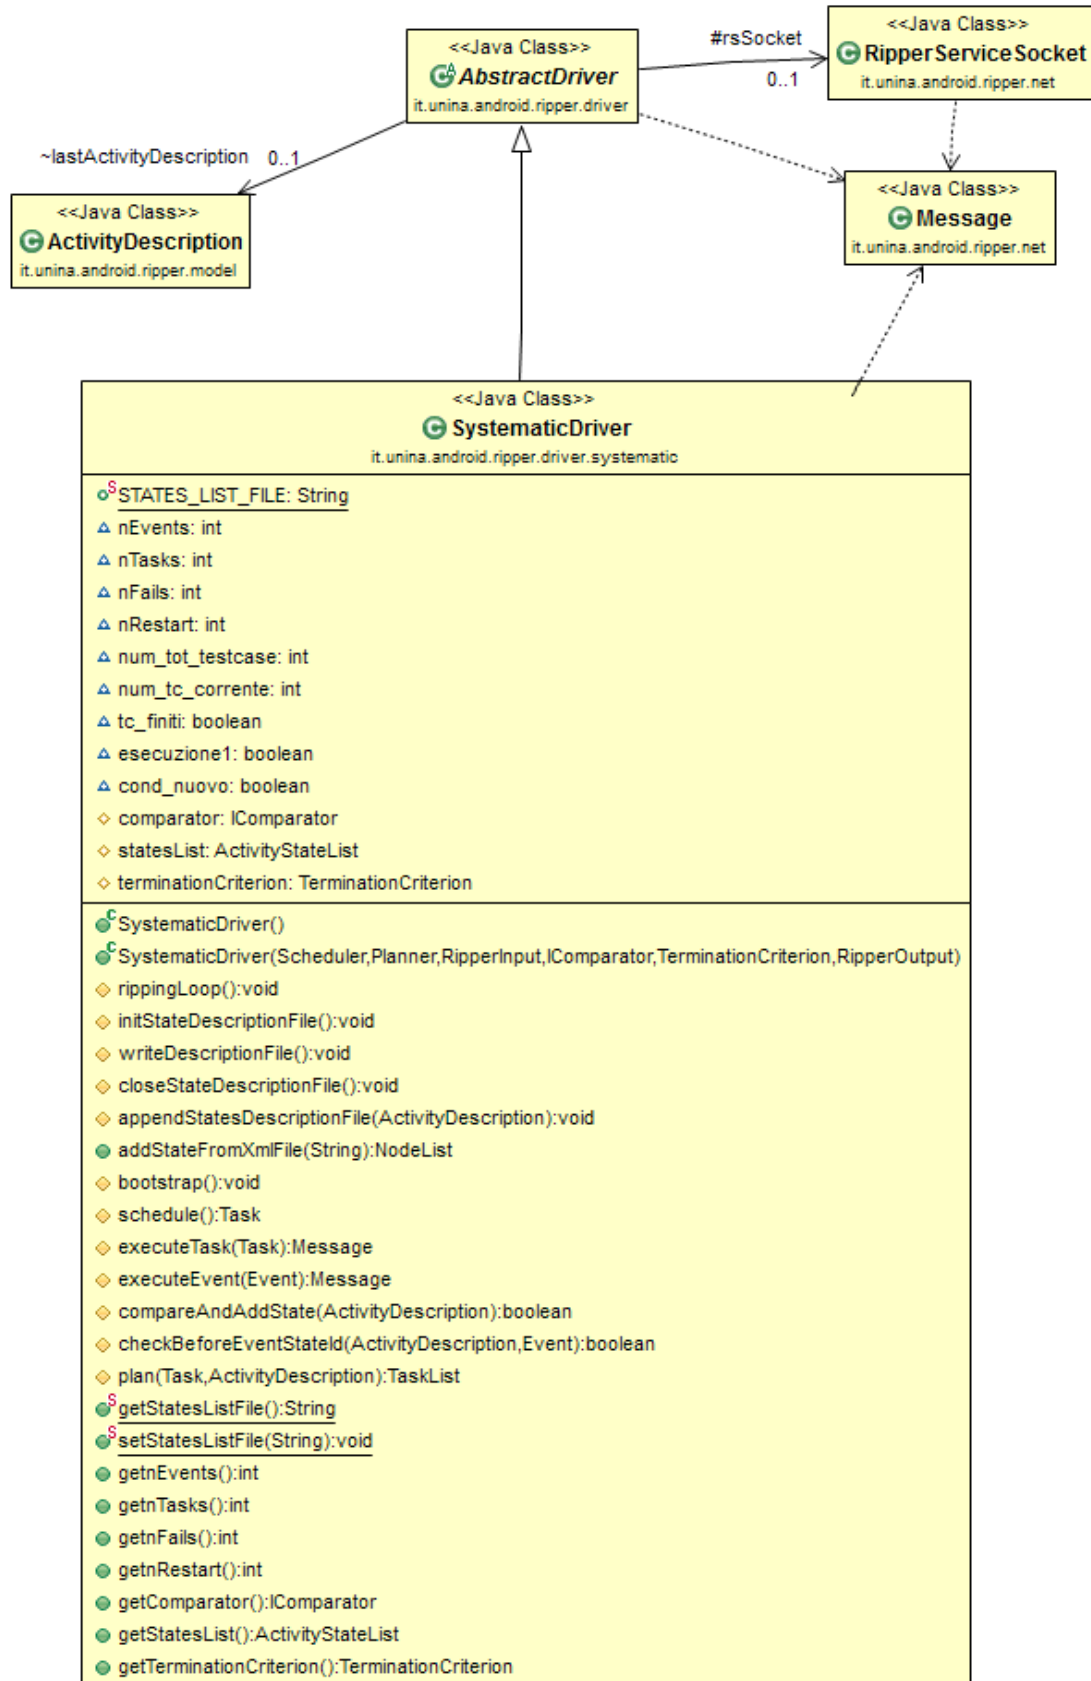 <<Java Class>>
AbstractDriver
it.unina.android.ripper.driver
#rsSocket
0..1
<<Java Class>>
RipperServiceSocket
it.unina.android.ripper.net
~lastActivityDescription 0..1
<<Java Class>>
ActivityDescription
it.unina.android.ripper.model
<<Java Class>>
Message
it.unina.android.ripper.net
<<Java Class>>
SystematicDriver
it.unina.android.ripper.driver.systematic
STATES_LIST_FILE: String
nEvents: int
nTasks: int
nFails: int
nRestart: int
num_tot_testcase: int
num_tc_corrente: int
tc_finiti: boolean
esecuzione1: boolean
cond_nuovo: boolean
comparator: IComparator
statesList: ActivityStateList
terminationCriterion: TerminationCriterion
SystematicDriver()
SystematicDriver(Scheduler,Planner,RipperInput,IComparator,TerminationCriterion,RipperOutput)
rippingLoop():void
initStateDescriptionFile():void
writeDescriptionFile():void
closeStateDescriptionFile():void
appendStatesDescriptionFile(ActivityDescription):void
addStateFromXmlFile(String):NodeList
bootstrap():void
schedule():Task
executeTask(Task):Message
executeEvent(Event):Message
compareAndAddState(ActivityDescription):boolean
checkBeforeEventStateId(ActivityDescription,Event):boolean
plan(Task,ActivityDescription):TaskList
getStatesListFile():String
setStatesListFile(String):void
getnEvents():int
getnTasks():int
getnFails():int
getnRestart():int
getComparator():IComparator
getStatesList():ActivityStateList
getTerminationCriterion():TerminationCriterion